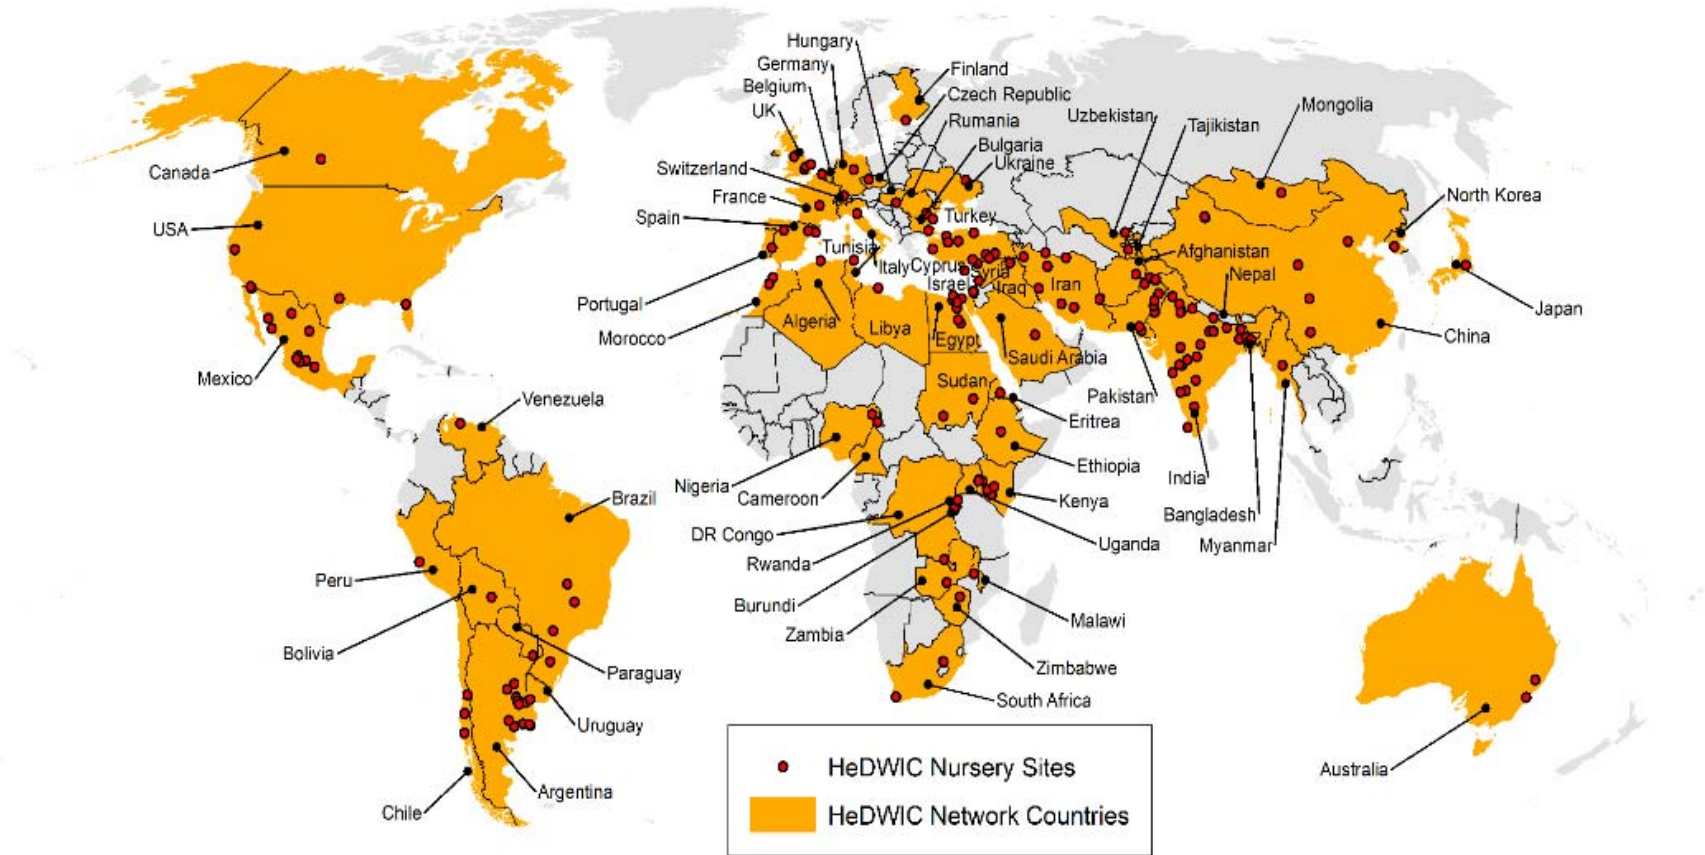 Hungary
Germany
Belgium
UK
Finland
Czech Republic
Rumania
Bulgaria
Ukraine
Uzbekistan
Tajikistan
Mongolia
Canada
Switzerland
France
Spain
Turkey
North Korea
USA
Tunisia
Italy
Cyprus
Syria
Israel
Iraq
Iran
Afghanistan
Nepal
Portugal
Morocco
Algeria
Libya
Egypt
Saudi Arabia
Japan
China
Mexico
Venezuela
Sudan
Pakistan
Eritrea
Ethiopia
India
Nigeria
Cameroon
Kenya
Brazil
Bangladesh
Myanmar
DR Congo
Rwanda
Uganda
Peru
Burundi
Malawi
Zambia
Bolivia
Paraguay
Zimbabwe
South Africa
Uruguay
Australia
Argentina
Chile
HeDWIC Nursery Sites
HeDWIC Network Countries